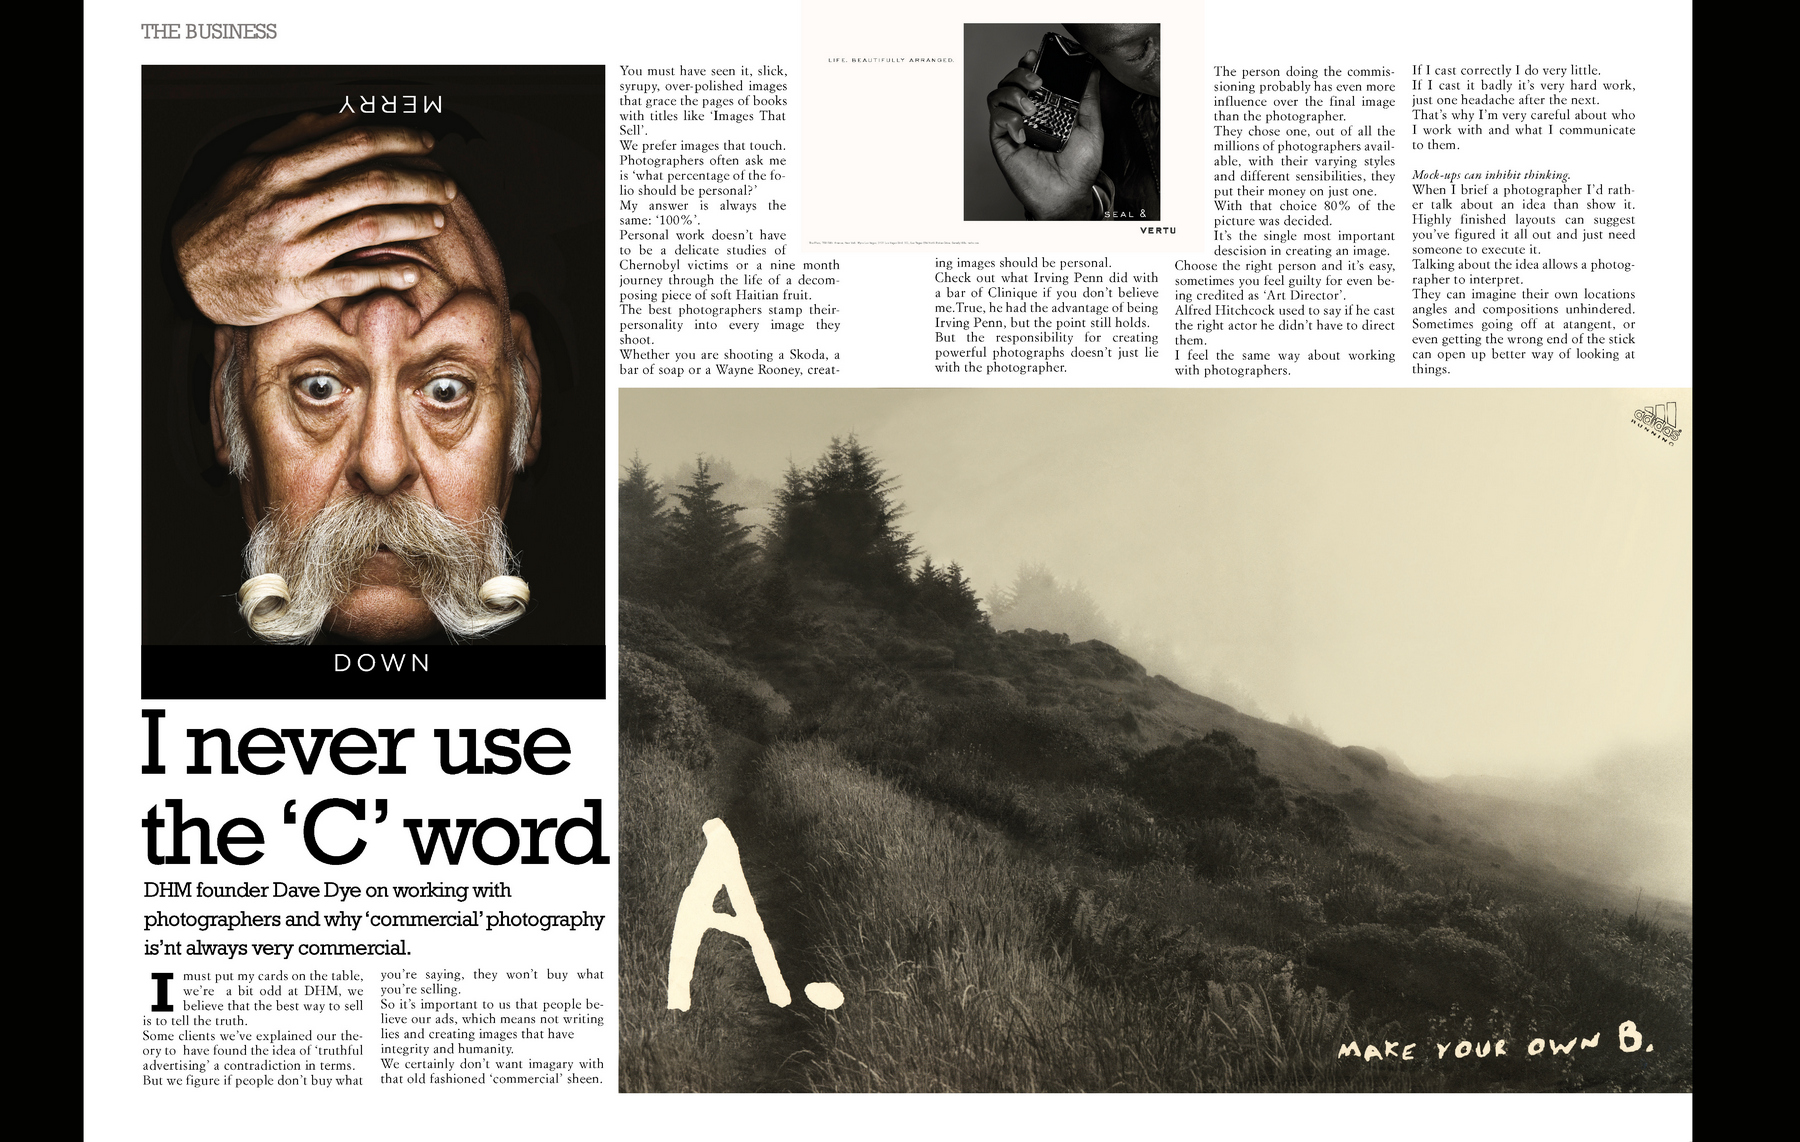 THE BUSINESS
MERRY
DOWN
I never use
the ‘C’ word
DHM founder Dave Dye on working with
photographers and why ‘commercial’ photography
is’nt always very commercial.
I must put my cards on the table,
we’re a bit odd at DHM, we
believe that the best way to sell
is to tell the truth.
Some clients we’ve explained our the-
ory to have found the idea of ‘truthful
advertising’ a contradiction in terms.
But we figure if people don’t buy what
you’re saying, they won’t buy what
you’re selling.
So it’s important to us that people be-
lieve our ads, which means not writing
lies and creating images that have
integrity and humanity.
We certainly don’t want imagary with
that old fashioned ‘commercial’ sheen.
You must have seen it, slick,
syrupy, over-polished images
that grace the pages of books
with titles like ‘Images That
Sell’.
We prefer images that touch.
Photographers often ask me
is ‘what percentage of the fo-
lio should be personal?’
My answer is always the
same: ‘100%’.
Personal work doesn’t have
to be a delicate studies of
Chernobyl victims or a nine month
journey through the life of a decom-
posing piece of soft Haitian fruit.
The best photographers stamp their-
personality into every image they
shoot.
Whether you are shooting a Skoda, a
bar of soap or a Wayne Rooney, creat-
LIFE. BEAUTIFULLY ARRANGED.
SEAL &
VERTU
ing images should be personal.
Check out what Irving Penn did with
a bar of Clinique if you don’t believe
me.True, he had the advantage of being
Irving Penn, but the point still holds.
But the responsibility for creating
powerful photographs doesn’t just lie
with the photographer.
The person doing the commis-
sioning probably has even more
influence over the final image
than the photographer.
They chose one, out of all the
millions of photographers avail-
able, with their varying styles
and different sensibilities, they
put their money on just one.
With that choice 80% of the
picture was decided.
It’s the single most important
descision in creating an image.
Choose the right person and it’s easy,
sometimes you feel guilty for even be-
ing credited as ‘Art Director’.
Alfred Hitchcock used to say if he cast
the right actor he didn’t have to direct
them.
I feel the same way about working
with photographers.
If I cast correctly I do very little.
If I cast it badly it’s very hard work,
just one headache after the next.
That’s why I’m very careful about who
I work with and what I communicate
to them.
Mock-ups can inhibit thinking.
When I brief a photographer I’d rath-
er talk about an idea than show it.
Highly finished layouts can suggest
you’ve figured it all out and just need
someone to execute it.
Talking about the idea allows a photog-
rapher to interpret.
They can imagine their own locations
angles and compositions unhindered.
Sometimes going off at atangent, or
even getting the wrong end of the stick
can open up better way of looking at
things.
adidas
RUNNING
A.
MAKE YOUR OWN B.